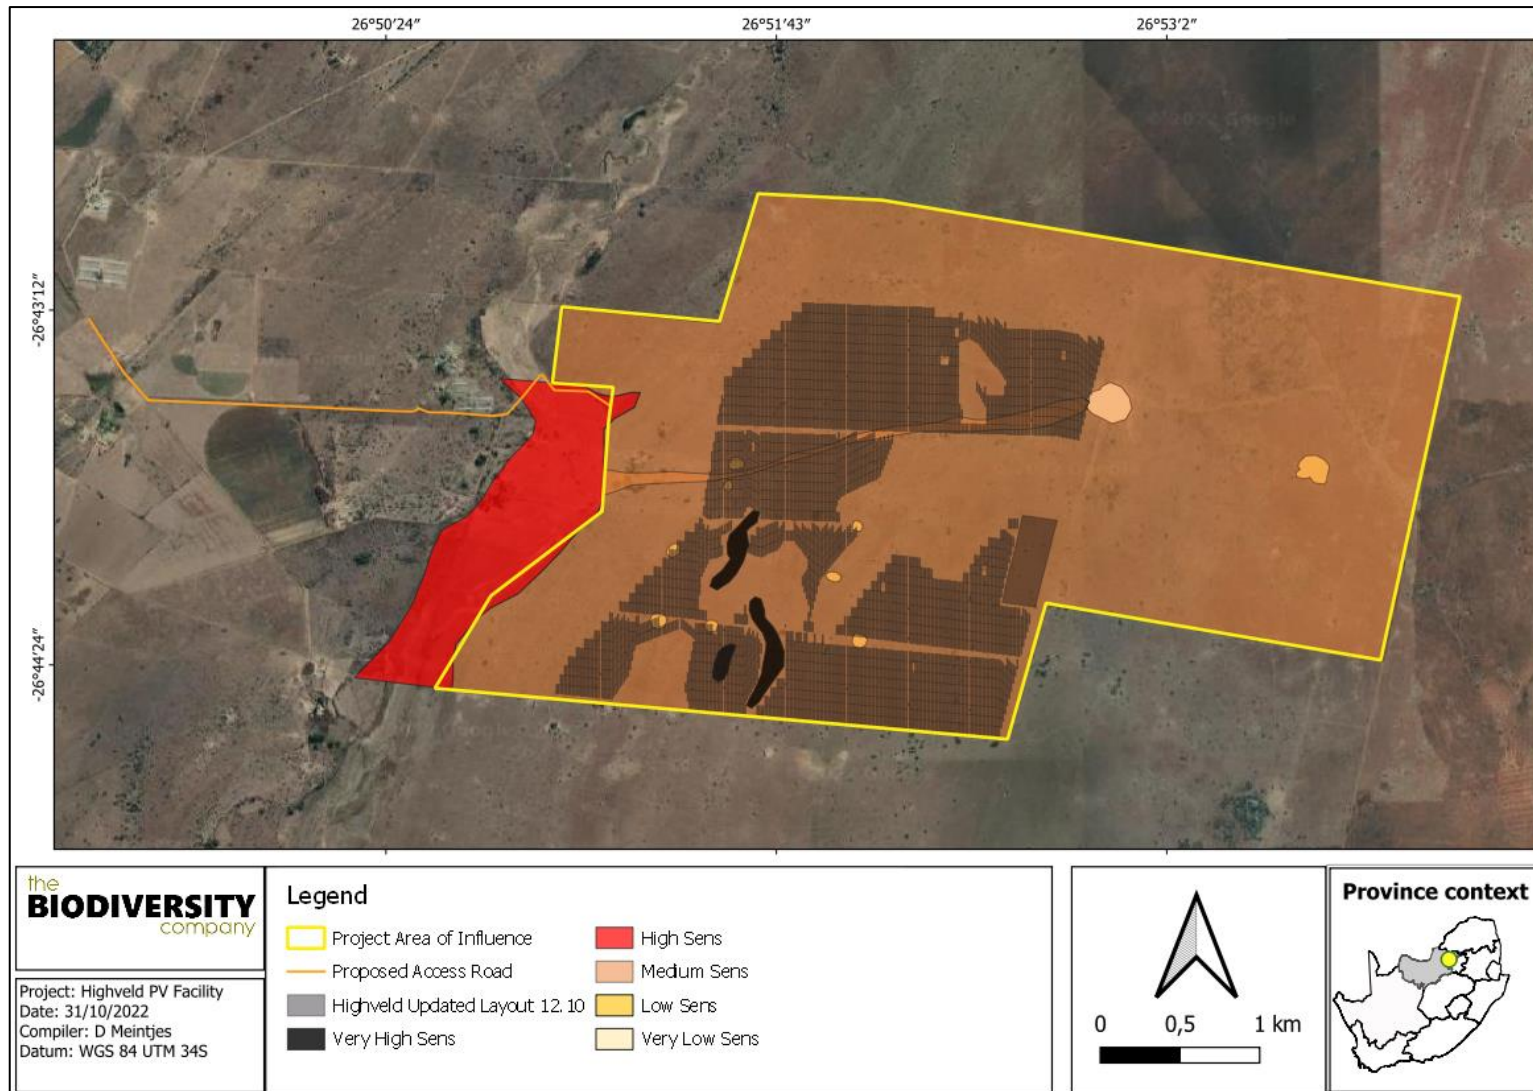 26°50′24″ 26°51′43″ 26°53′2″
-26°43′12″
-26°44′24″
the
BIODIVERSITY
company
Project: Highveld PV Facility
Date: 31/10/2022
Compiler: D Meintjes
Datum: WGS 84 UTM 34S
Legend
Project Area of Influence
Proposed Access Road
Highveld Updated Layout 12.10
Very High Sens
High Sens
Medium Sens
Low Sens
Very Low Sens
0 0,5 1 km
Province context